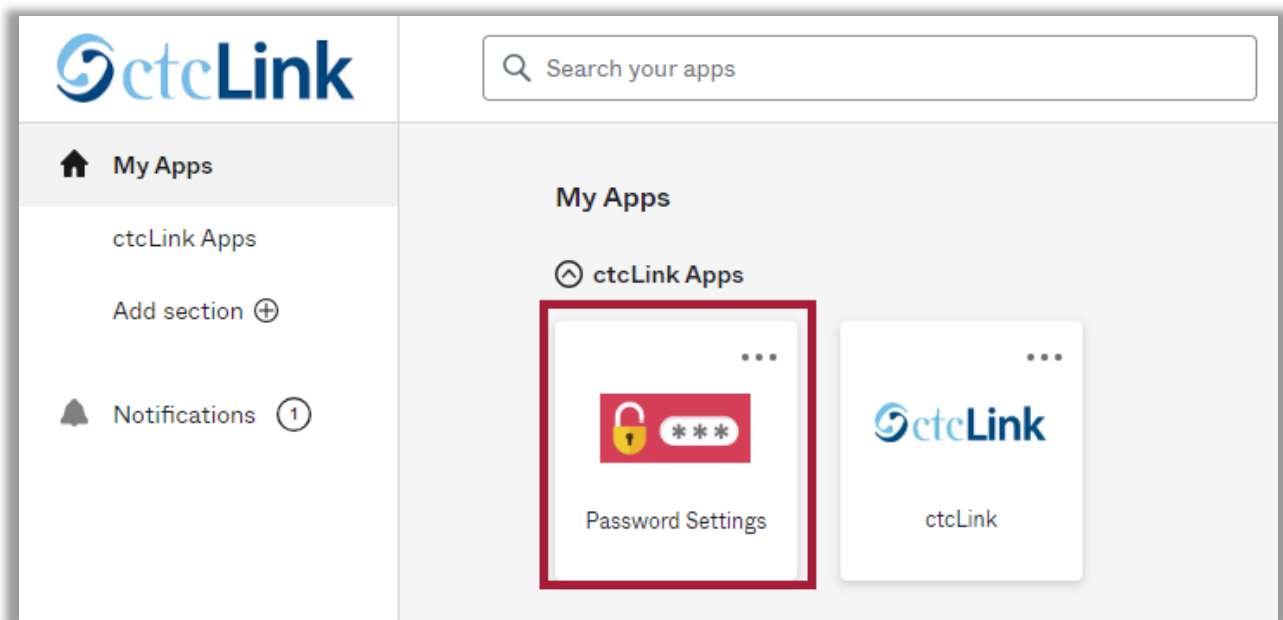 ctcLink
Search your apps
My Apps
ctcLink Apps
Add section
Notifications 1
My Apps
ctcLink Apps
***
Password Settings
ctcLink
ctcLink